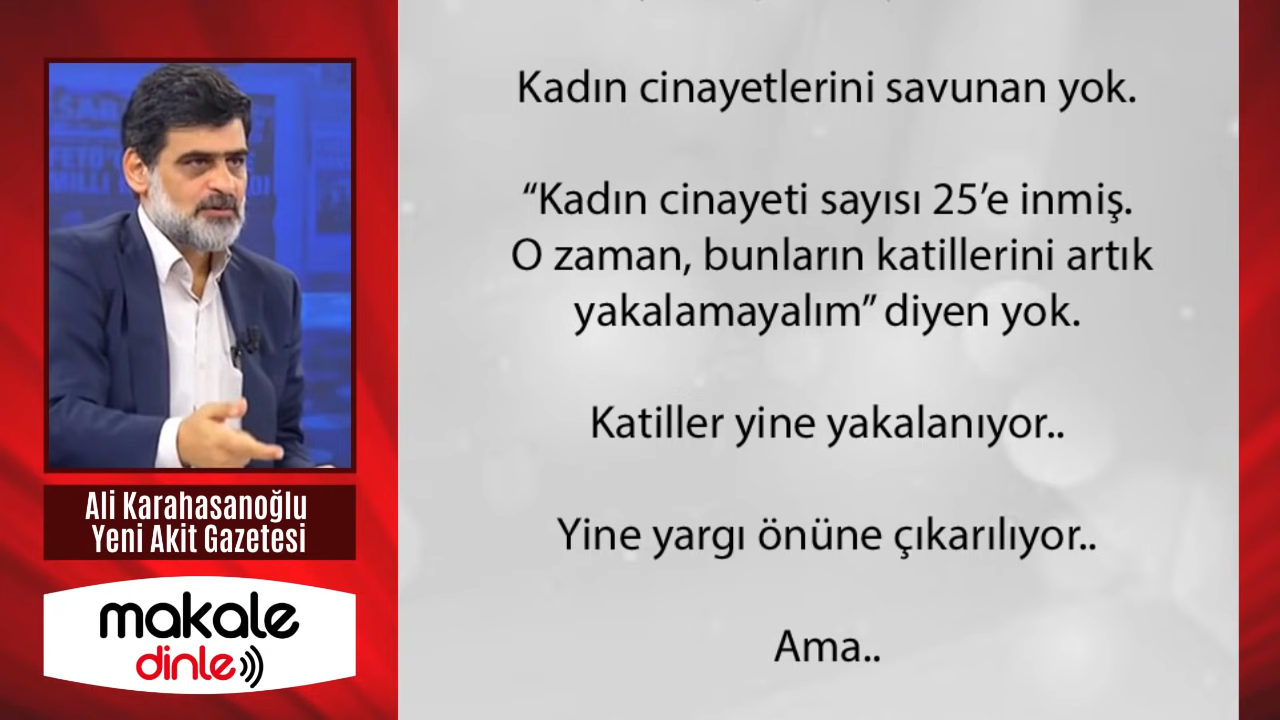 Kadın cinayetlerini savunan yok.
“Kadın cinayeti sayısı 25’e inmiş.
O zaman, bunların katillerini artık
yakalamayalım” diyen yok.
Katiller yine yakalanıyor..
Yine yargı önüne çıkarılıyor..
Ama..
Ali Karahasanoğlu
Yeni Akit Gazetesi
makale
dinle